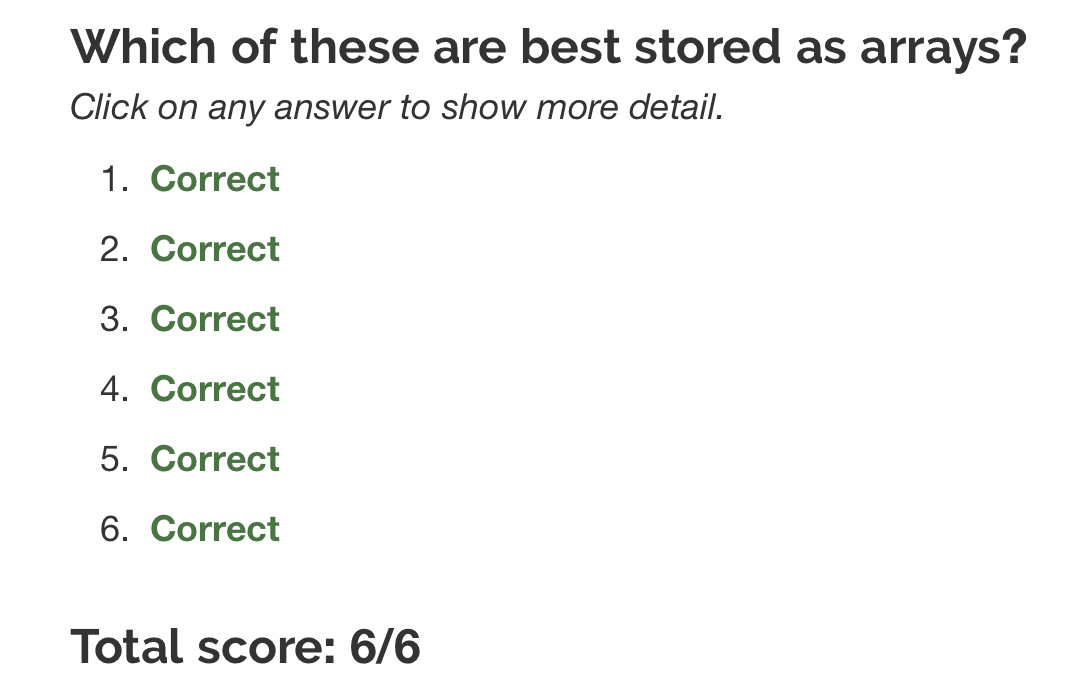 Which of these are best stored as arrays?
Click on any answer to show more detail.
1. Correct
2. Correct
3. Correct
4. Correct
5. Correct
6. Correct
Total score: 6/6